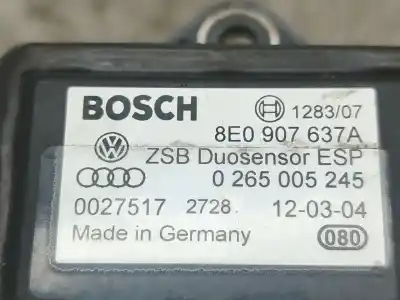 BOSCH 1283/07
8E0 907 637A
ZSB Duosensor ESP
0 265 005 245
0027517 2728. 12-03-04
Made in Germany 080